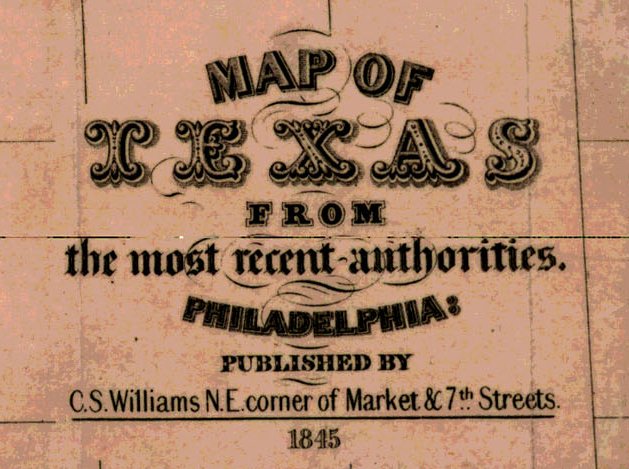 MAP OF
TEXAS
FROM
the most recent authorities.
PHILADELPHIA:
PUBLISHED BY
C.S. Williams N.E. corner of Market & 7th Streets.
1845